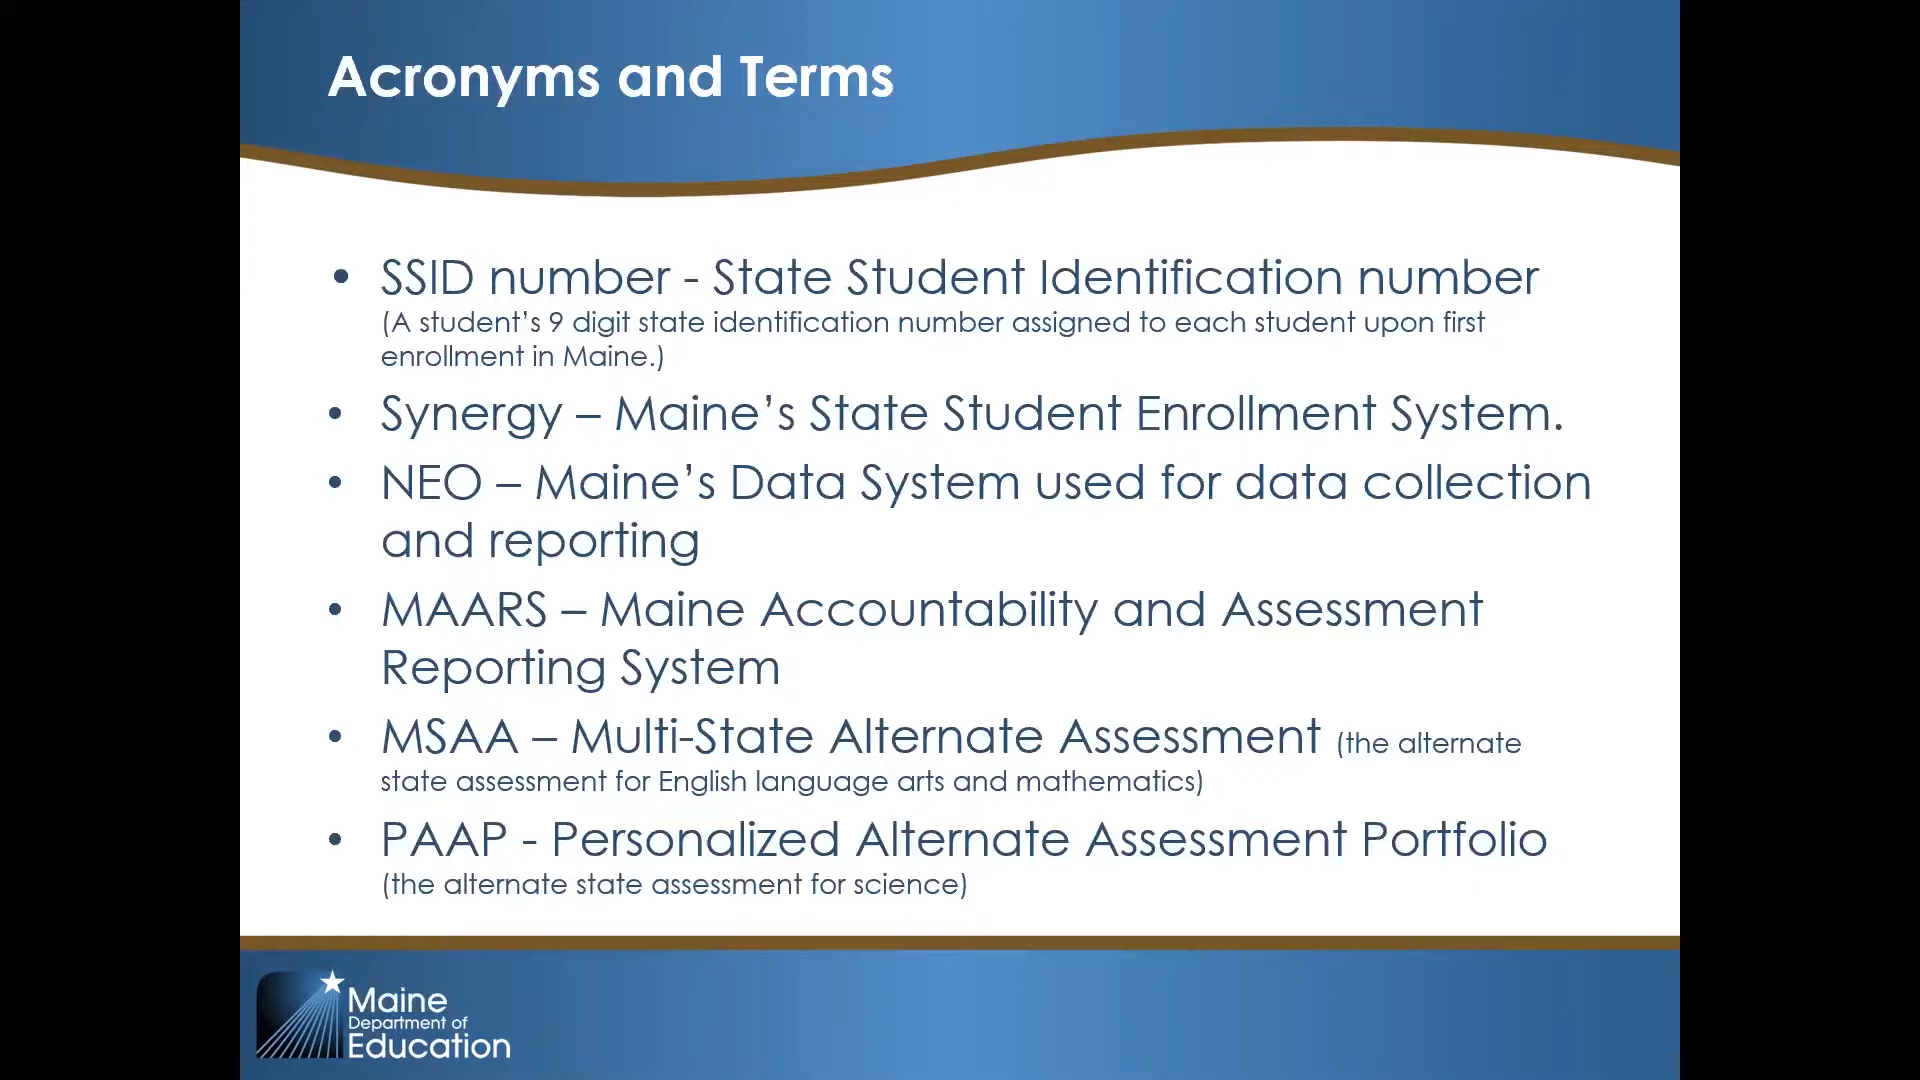 Acronyms and Terms
• SSID number - State Student Identification number
(A student’s 9 digit state identification number assigned to each student upon first
enrollment in Maine.)
• Synergy – Maine’s State Student Enrollment System.
• NEO – Maine’s Data System used for data collection
and reporting
• MAARS – Maine Accountability and Assessment
Reporting System
• MSAA – Multi-State Alternate Assessment (the alternate
state assessment for English language arts and mathematics)
• PAAP - Personalized Alternate Assessment Portfolio
(the alternate state assessment for science)
Maine
Department of
Education